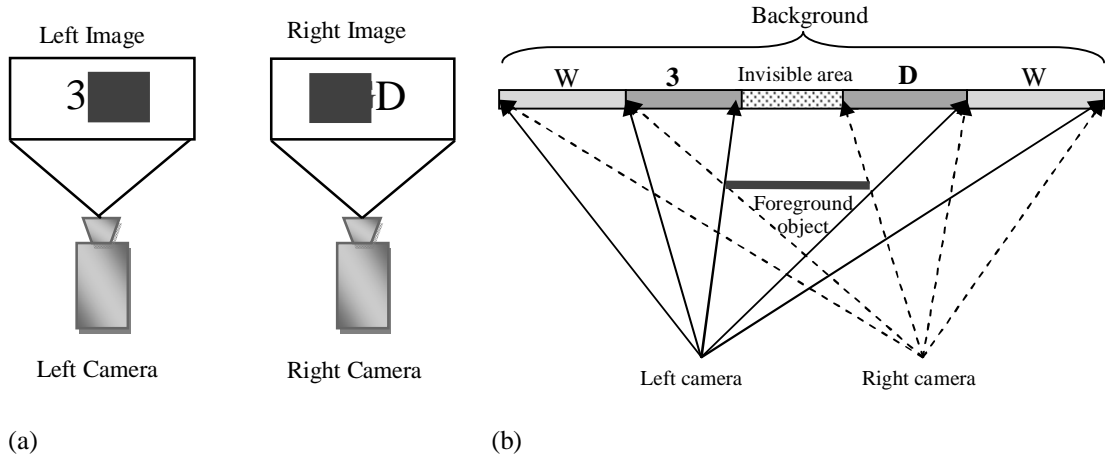 Left Image
Right Image
3
D
Left Camera
Right Camera
(a)
Background
W 3 Invisible area D W
Foreground
object
Left camera
Right camera
(b)